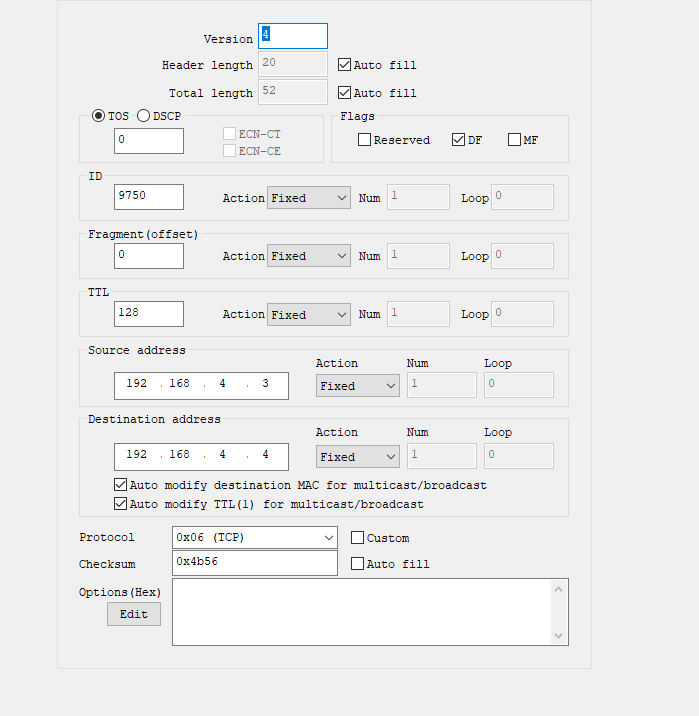 Version 4
Header length 20 Auto fill
Total length 52 Auto fill
TOS DSCP Flags
0 ECN-CT ECN-CE Reserved DF MF
ID
9750 Action Fixed Num 1 Loop 0
Fragment(offset)
0 Action Fixed Num 1 Loop 0
TTL
128 Action Fixed Num 1 Loop 0
Source address
Action Num Loop
192 . 168 . 4 . 3 Fixed 1 0
Destination address
Action Num Loop
192 . 168 . 4 . 4 Fixed 1 0
Auto modify destination MAC for multicast/broadcast
Auto modify TTL(1) for multicast/broadcast
Protocol 0x06 (TCP) Custom
Checksum 0x4b56 Auto fill
Options(Hex)
Edit